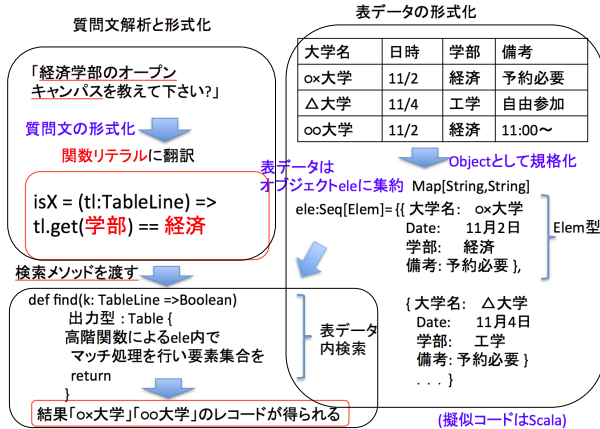 質問文解析と形式化
「経済学部のオープン
キャンパスを教えて下さい?」
質問文の形式化
関数リテラルに翻訳
isX = (tl:TableLine) =>
tl.get(学部) == 経済
検索メソッドを渡す
def find(k: TableLine =>Boolean)
出力型 : Table {
高階関数によるele内で
マッチ処理を行い要素集合を
return
}
結果「○×大学」「○○大学」のレコードが得られる
表データ
内検索
表データの形式化
大学名 日時 学部 備考
○×大学 11/2 経済 予約必要
△大学 11/4 工学 自由参加
○○大学 11/2 経済 11:00〜
Objectとして規格化
表データは
オブジェクトeleに集約
Map[String,String]
ele:Seq[Elem]= {{ 大学名: ○×大学
Date: 11月2日
学部: 経済
備考: 予約必要 },
Elem型
{ 大学名: △大学
Date: 11月4日
学部: 工学
備考: 予約必要 }
. . . }
(擬似コードはScala)